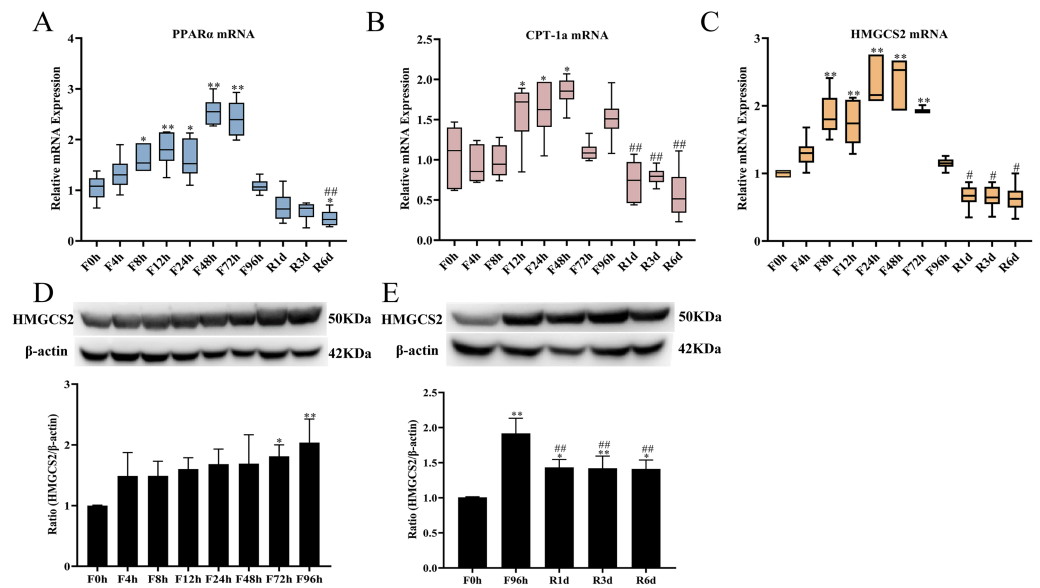 A
PPARα mRNA
Relative mRNA Expression
4
3
2
1
0
** **
* ** *
##
*
F0h F4h F8h F12h F24h F48h F72h F96h R1d R3d R6d
B
CPT-1a mRNA
Relative mRNA Expression
2.5
2.0
1.5
1.0
0.5
0.0
* * *
## ## ##
F0h F4h F8h F12h F24h F48h F72h F96h R1d R3d R6d
C
HMGCS2 mRNA
Relative mRNA Expression
3
2
1
0
** ** ** ** **
# # #
F0h F4h F8h F12h F24h F48h F72h F96h R1d R3d R6d
D
HMGCS2 50KDa
β-actin 42KDa
Ratio (HMGCS2/β-actin)
3
2
1
0
* **
F0h F4h F8h F12h F24h F48h F72h F96h
E
HMGCS2 50KDa
β-actin 42KDa
Ratio (HMGCS2/β-actin)
2.0
1.5
1.0
0.5
0.0
**
## ## ##
* ** *
F0h F96h R1d R3d R6d